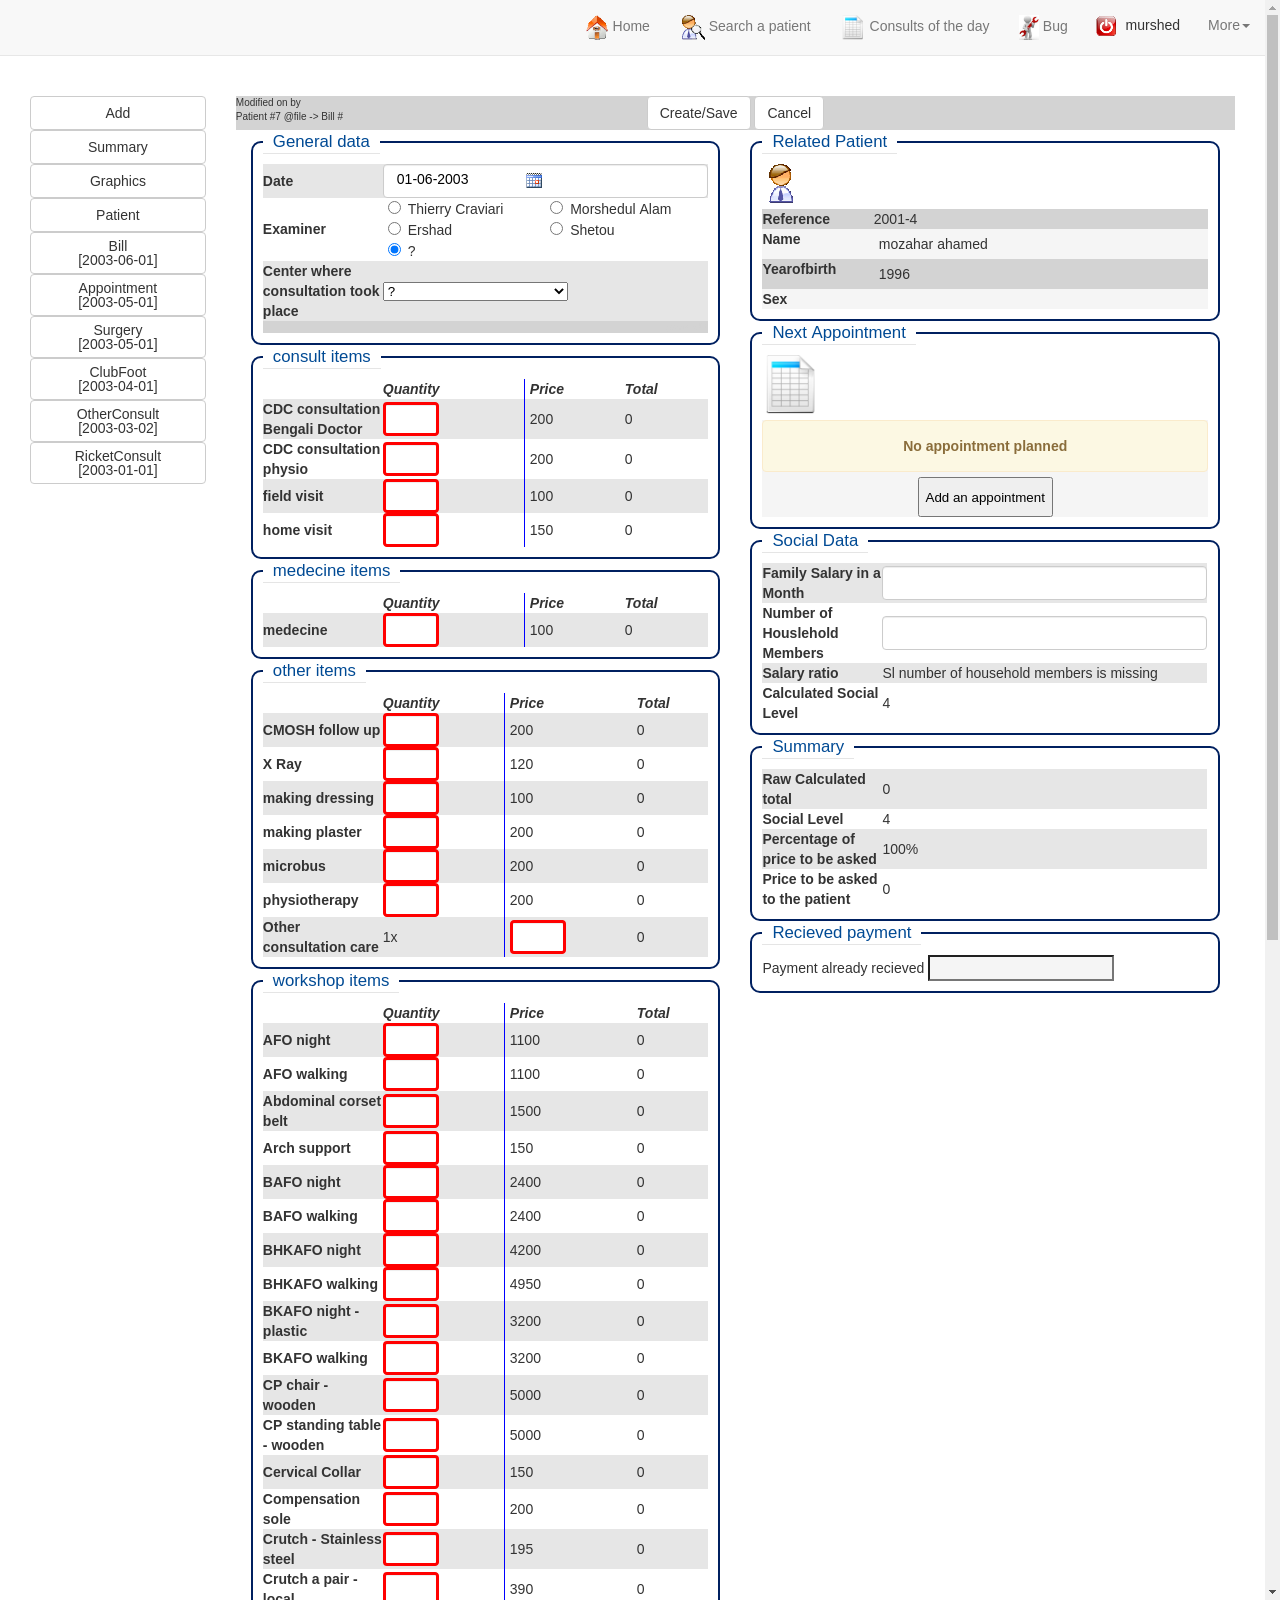 Home
Search a patient
Consults of the day
Bug
murshed
More
Add
Summary
Graphics
Patient
Bill
[2003-06-01]
Appointment
[2003-05-01]
Surgery
[2003-05-01]
ClubFoot
[2003-04-01]
OtherConsult
[2003-03-02]
RicketConsult
[2003-01-01]
Modified on by
Patient #7 @file -> Bill #
Create/Save
Cancel
General data
Date 01-06-2003
Examiner
Thierry Craviari Morshedul Alam
Ershad Shetou
?
Center where
consultation took
place
?
consult items
Quantity Price Total
CDC consultation
Bengali Doctor
200 0
CDC consultation
physio
200 0
field visit 100 0
home visit 150 0
medecine items
Quantity Price Total
medecine 100 0
other items
Quantity Price Total
CMOSH follow up 200 0
X Ray 120 0
making dressing 100 0
making plaster 200 0
microbus 200 0
physiotherapy 200 0
Other
consultation care
1x 0
workshop items
Quantity Price Total
AFO night 1100 0
AFO walking 1100 0
Abdominal corset
belt
1500 0
Arch support 150 0
BAFO night 2400 0
BAFO walking 2400 0
BHKAFO night 4200 0
BHKAFO walking 4950 0
BKAFO night -
plastic
3200 0
BKAFO walking 3200 0
CP chair -
wooden
5000 0
CP standing table
- wooden
5000 0
Cervical Collar 150 0
Compensation
sole
200 0
Crutch - Stainless
steel
195 0
Crutch a pair -
local
390 0
Related Patient
Reference 2001-4
Name mozahar ahamed
Yearofbirth 1996
Sex
Next Appointment
No appointment planned
Add an appointment
Social Data
Family Salary in a
Month
Number of
Houslehold
Members
Salary ratio Sl number of household members is missing
Calculated Social
Level
4
Summary
Raw Calculated
total
0
Social Level 4
Percentage of
price to be asked
100%
Price to be asked
to the patient
0
Recieved payment
Payment already recieved